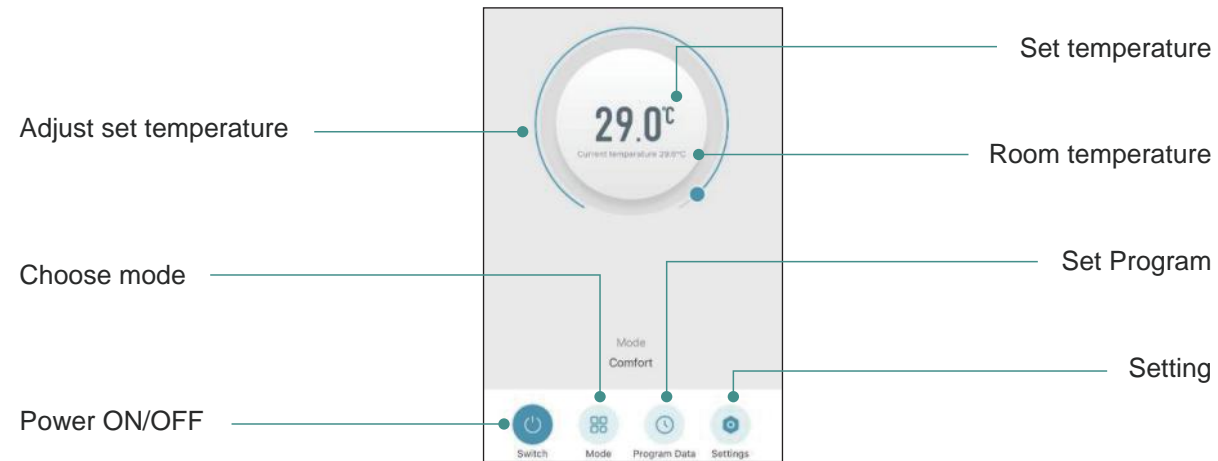 Set temperature
Adjust set temperature
29.0°C
Current temperature 29.0°C
Room temperature
Choose mode
Set Program
Mode
Comfort
Setting
Power ON/OFF
Switch Mode Program Data Settings